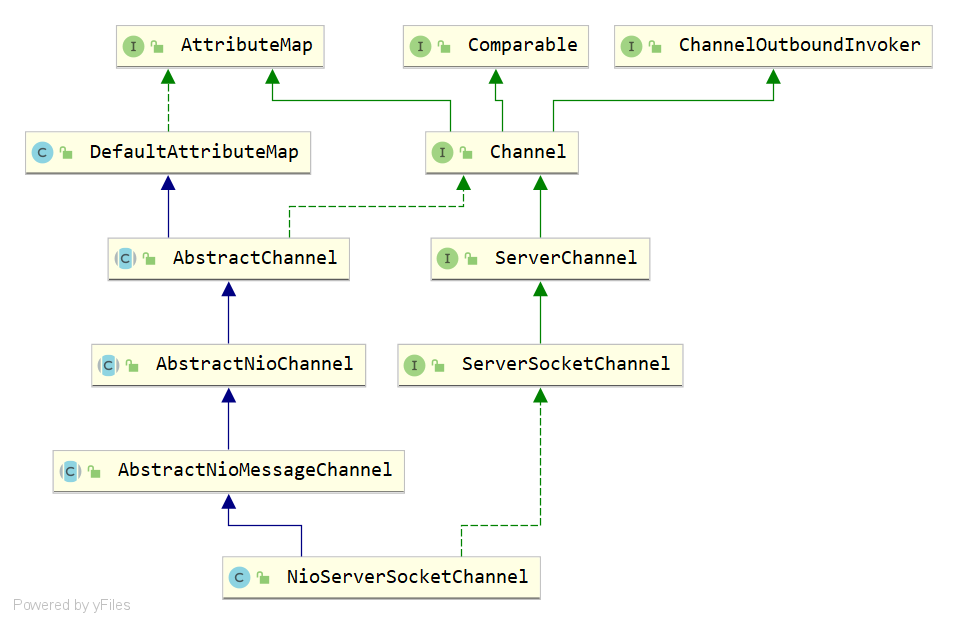 I AttributeMap
I Comparable
I ChannelOutboundInvoker
C DefaultAttributeMap
I Channel
C AbstractChannel
I ServerChannel
C AbstractNioChannel
I ServerSocketChannel
C AbstractNioMessageChannel
C NioServerSocketChannel
Powered by yFiles